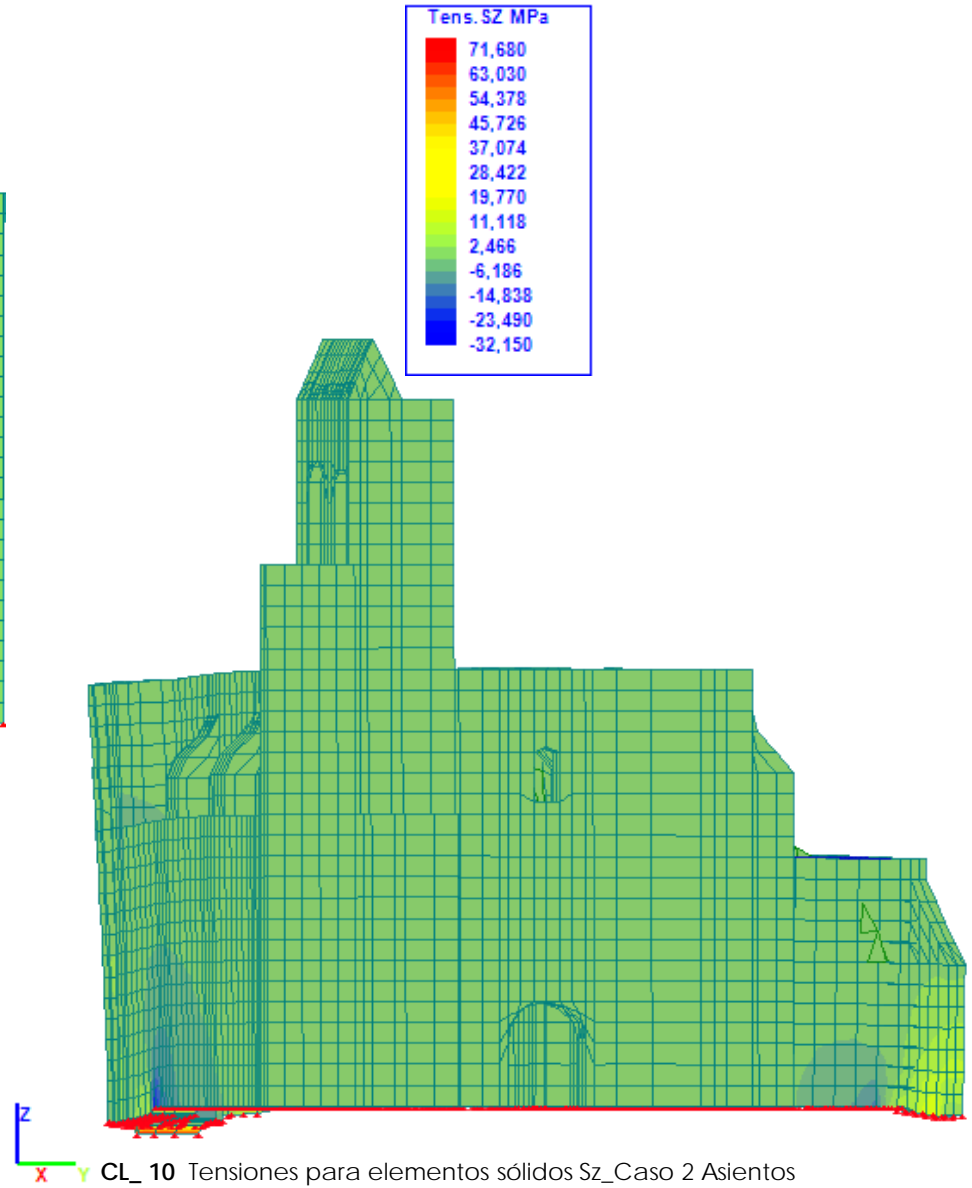 Tens. SZ MPa
71,680
63,030
54,378
45,726
37,074
28,422
19,770
11,118
2,466
-6,186
-14,838
-23,490
-32,150
Z
X
Y
CL_ 10 Tensiones para elementos sólidos Sz_Caso 2 Asientos